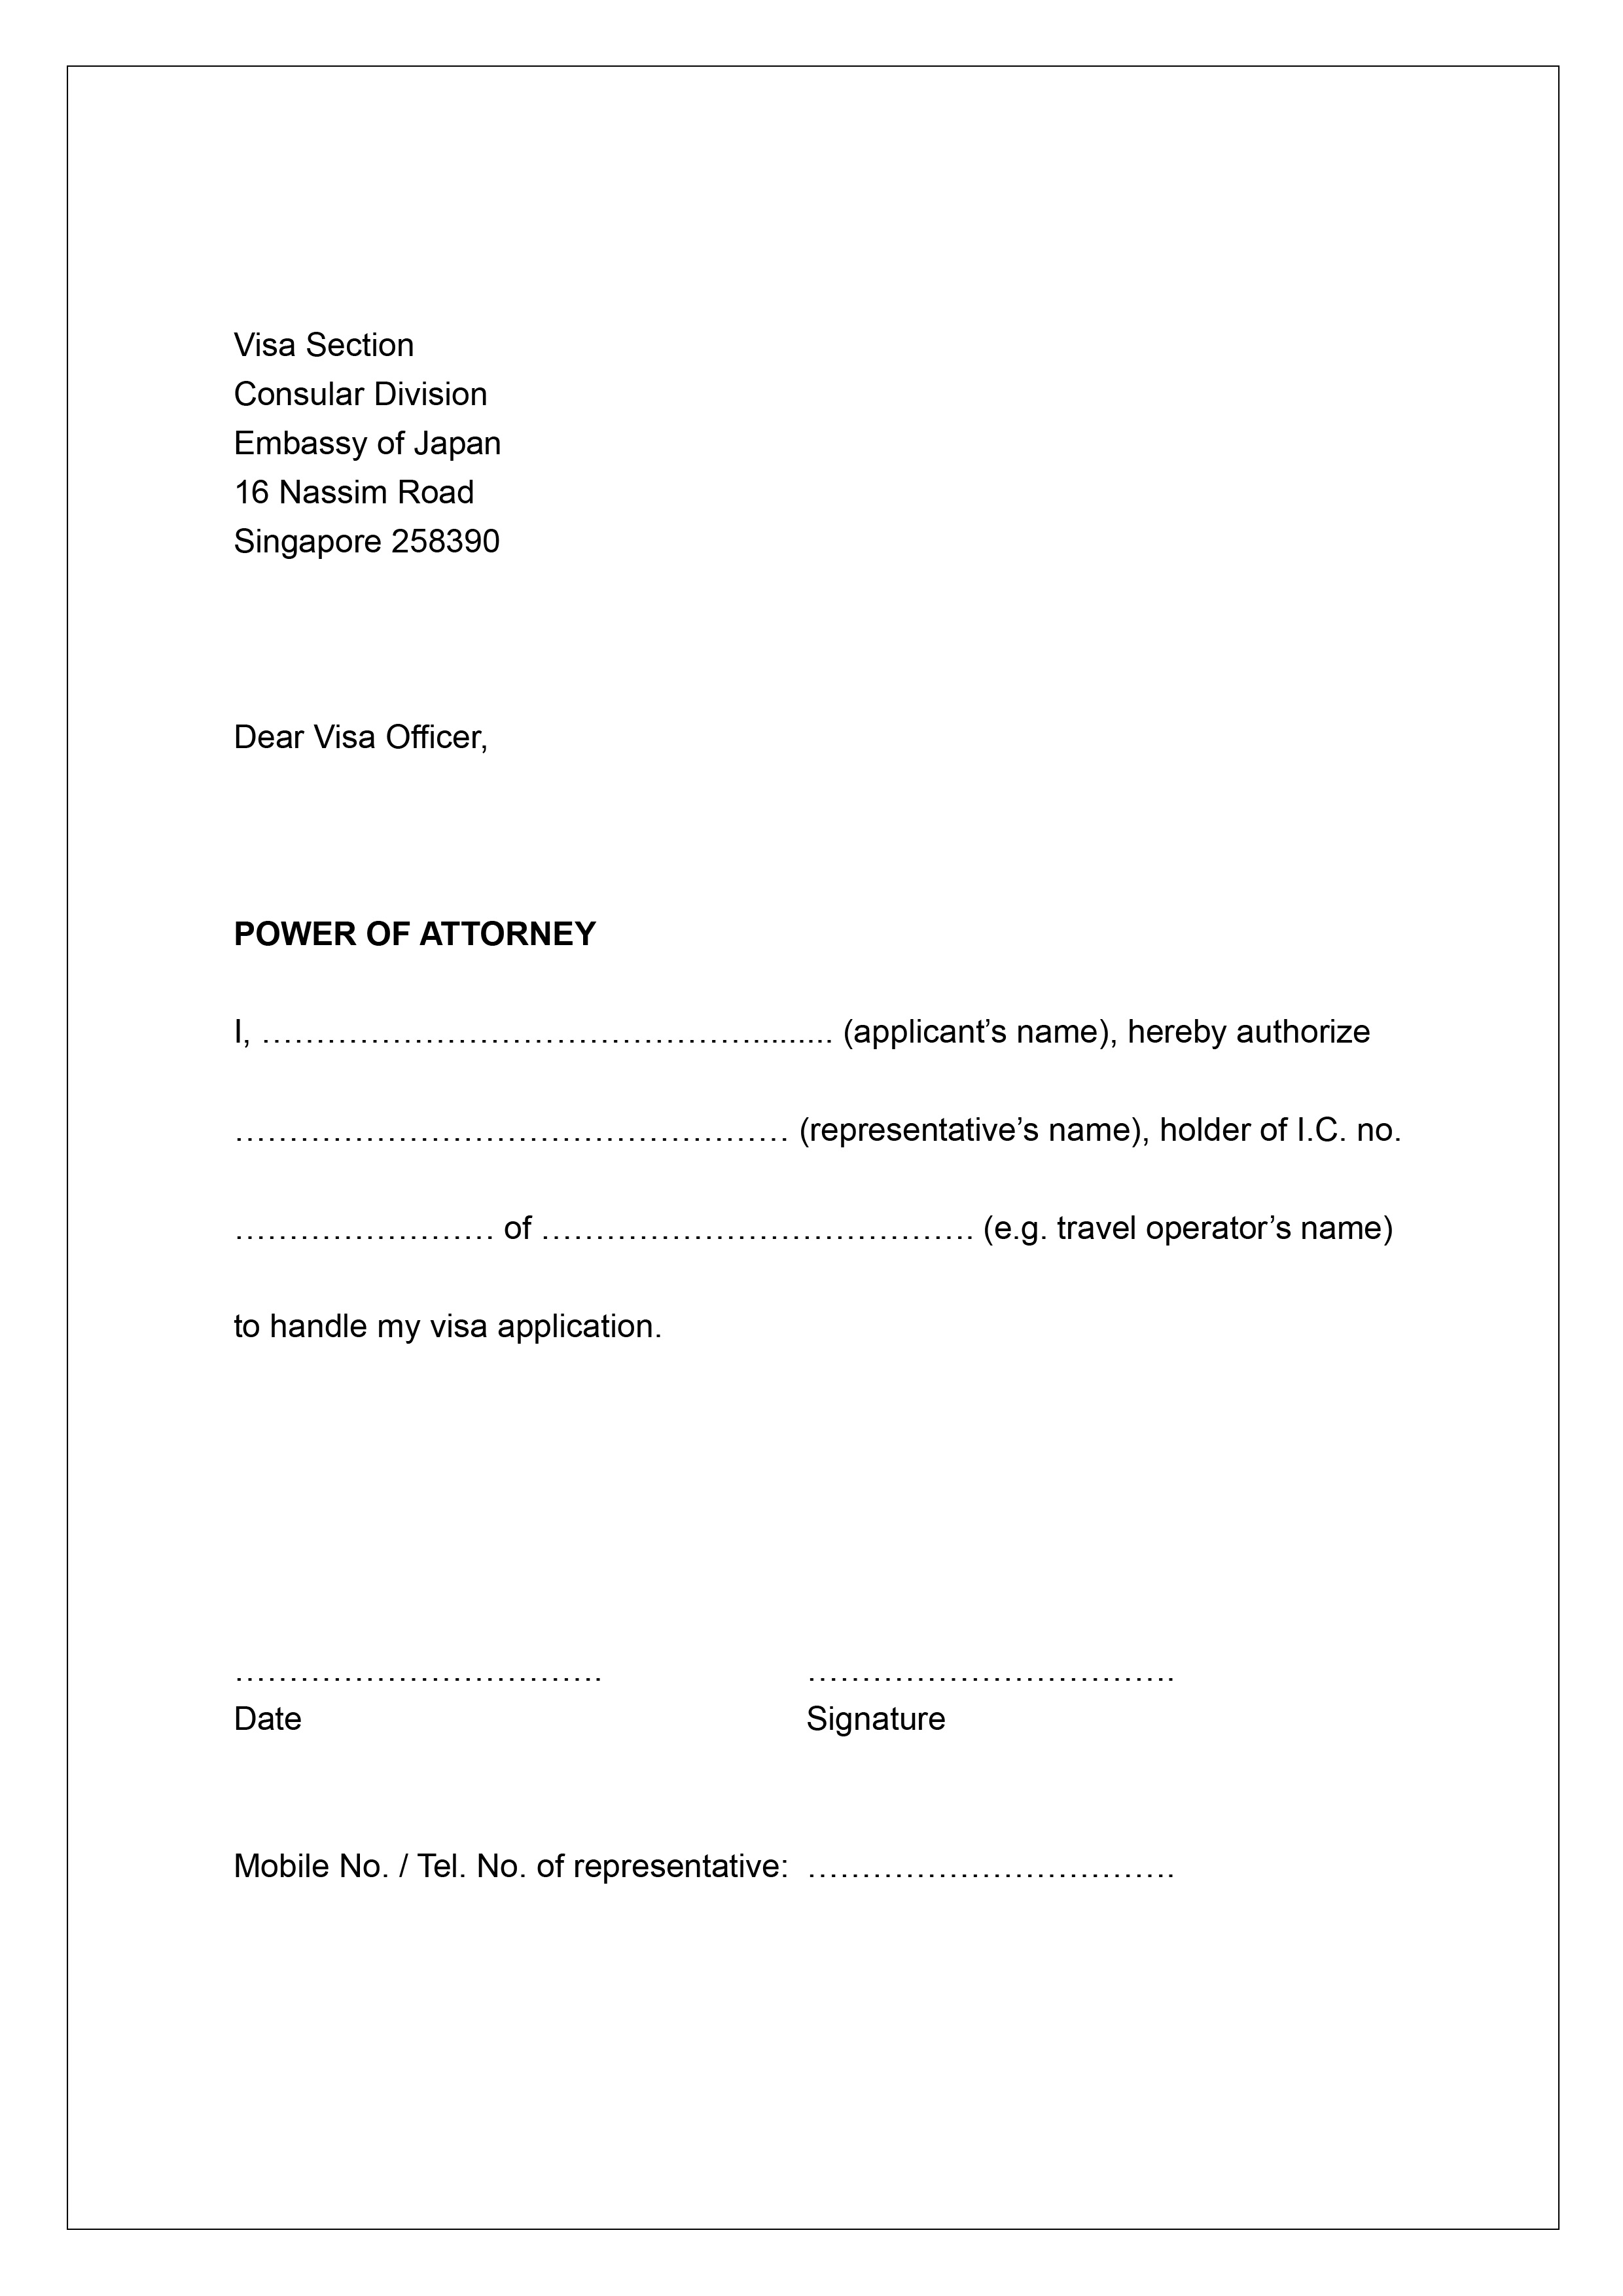 Visa Section
Consular Division
Embassy of Japan
16 Nassim Road
Singapore 258390
Dear Visa Officer,
POWER OF ATTORNEY
I, ………………………………………........ (applicant’s name), hereby authorize
…………………………………………… (representative’s name), holder of I.C. no.
…………………… of …………………………………. (e.g. travel operator’s name)
to handle my visa application.
……………………………. …………………………….
Date Signature
Mobile No. / Tel. No. of representative: …………………………….